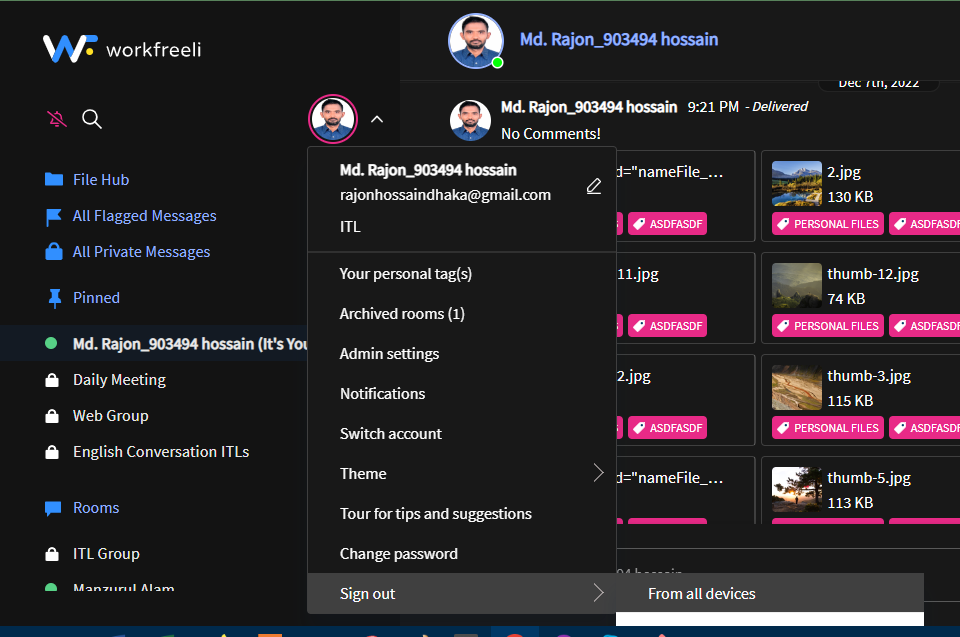 workfreeli
File Hub
All Flagged Messages
All Private Messages
Pinned
Md. Rajon_903494 hossain (It's You
Daily Meeting
Web Group
English Conversation ITLs
Rooms
ITL Group
Manzurul Alam
Md. Rajon_903494 hossain
rajonhossaindhaka@gmail.com
ITL
Your personal tag(s)
Archived rooms (1)
Admin settings
Notifications
Switch account
Theme
Tour for tips and suggestions
Change password
Sign out
From all devices
Md. Rajon_903494 hossain
Dec 7th, 2022
Md. Rajon_903494 hossain 9:21 PM - Delivered
No Comments!
d="nameFile_...
ASDFASDF
2.jpg
130 KB
PERSONAL FILES ASDFASDF
11.jpg
ASDFASDF
thumb-12.jpg
74 KB
PERSONAL FILES ASDFASDF
2.jpg
ASDFASDF
thumb-3.jpg
115 KB
PERSONAL FILES ASDFASDF
d="nameFile_...
thumb-5.jpg
113 KB
94 hossain